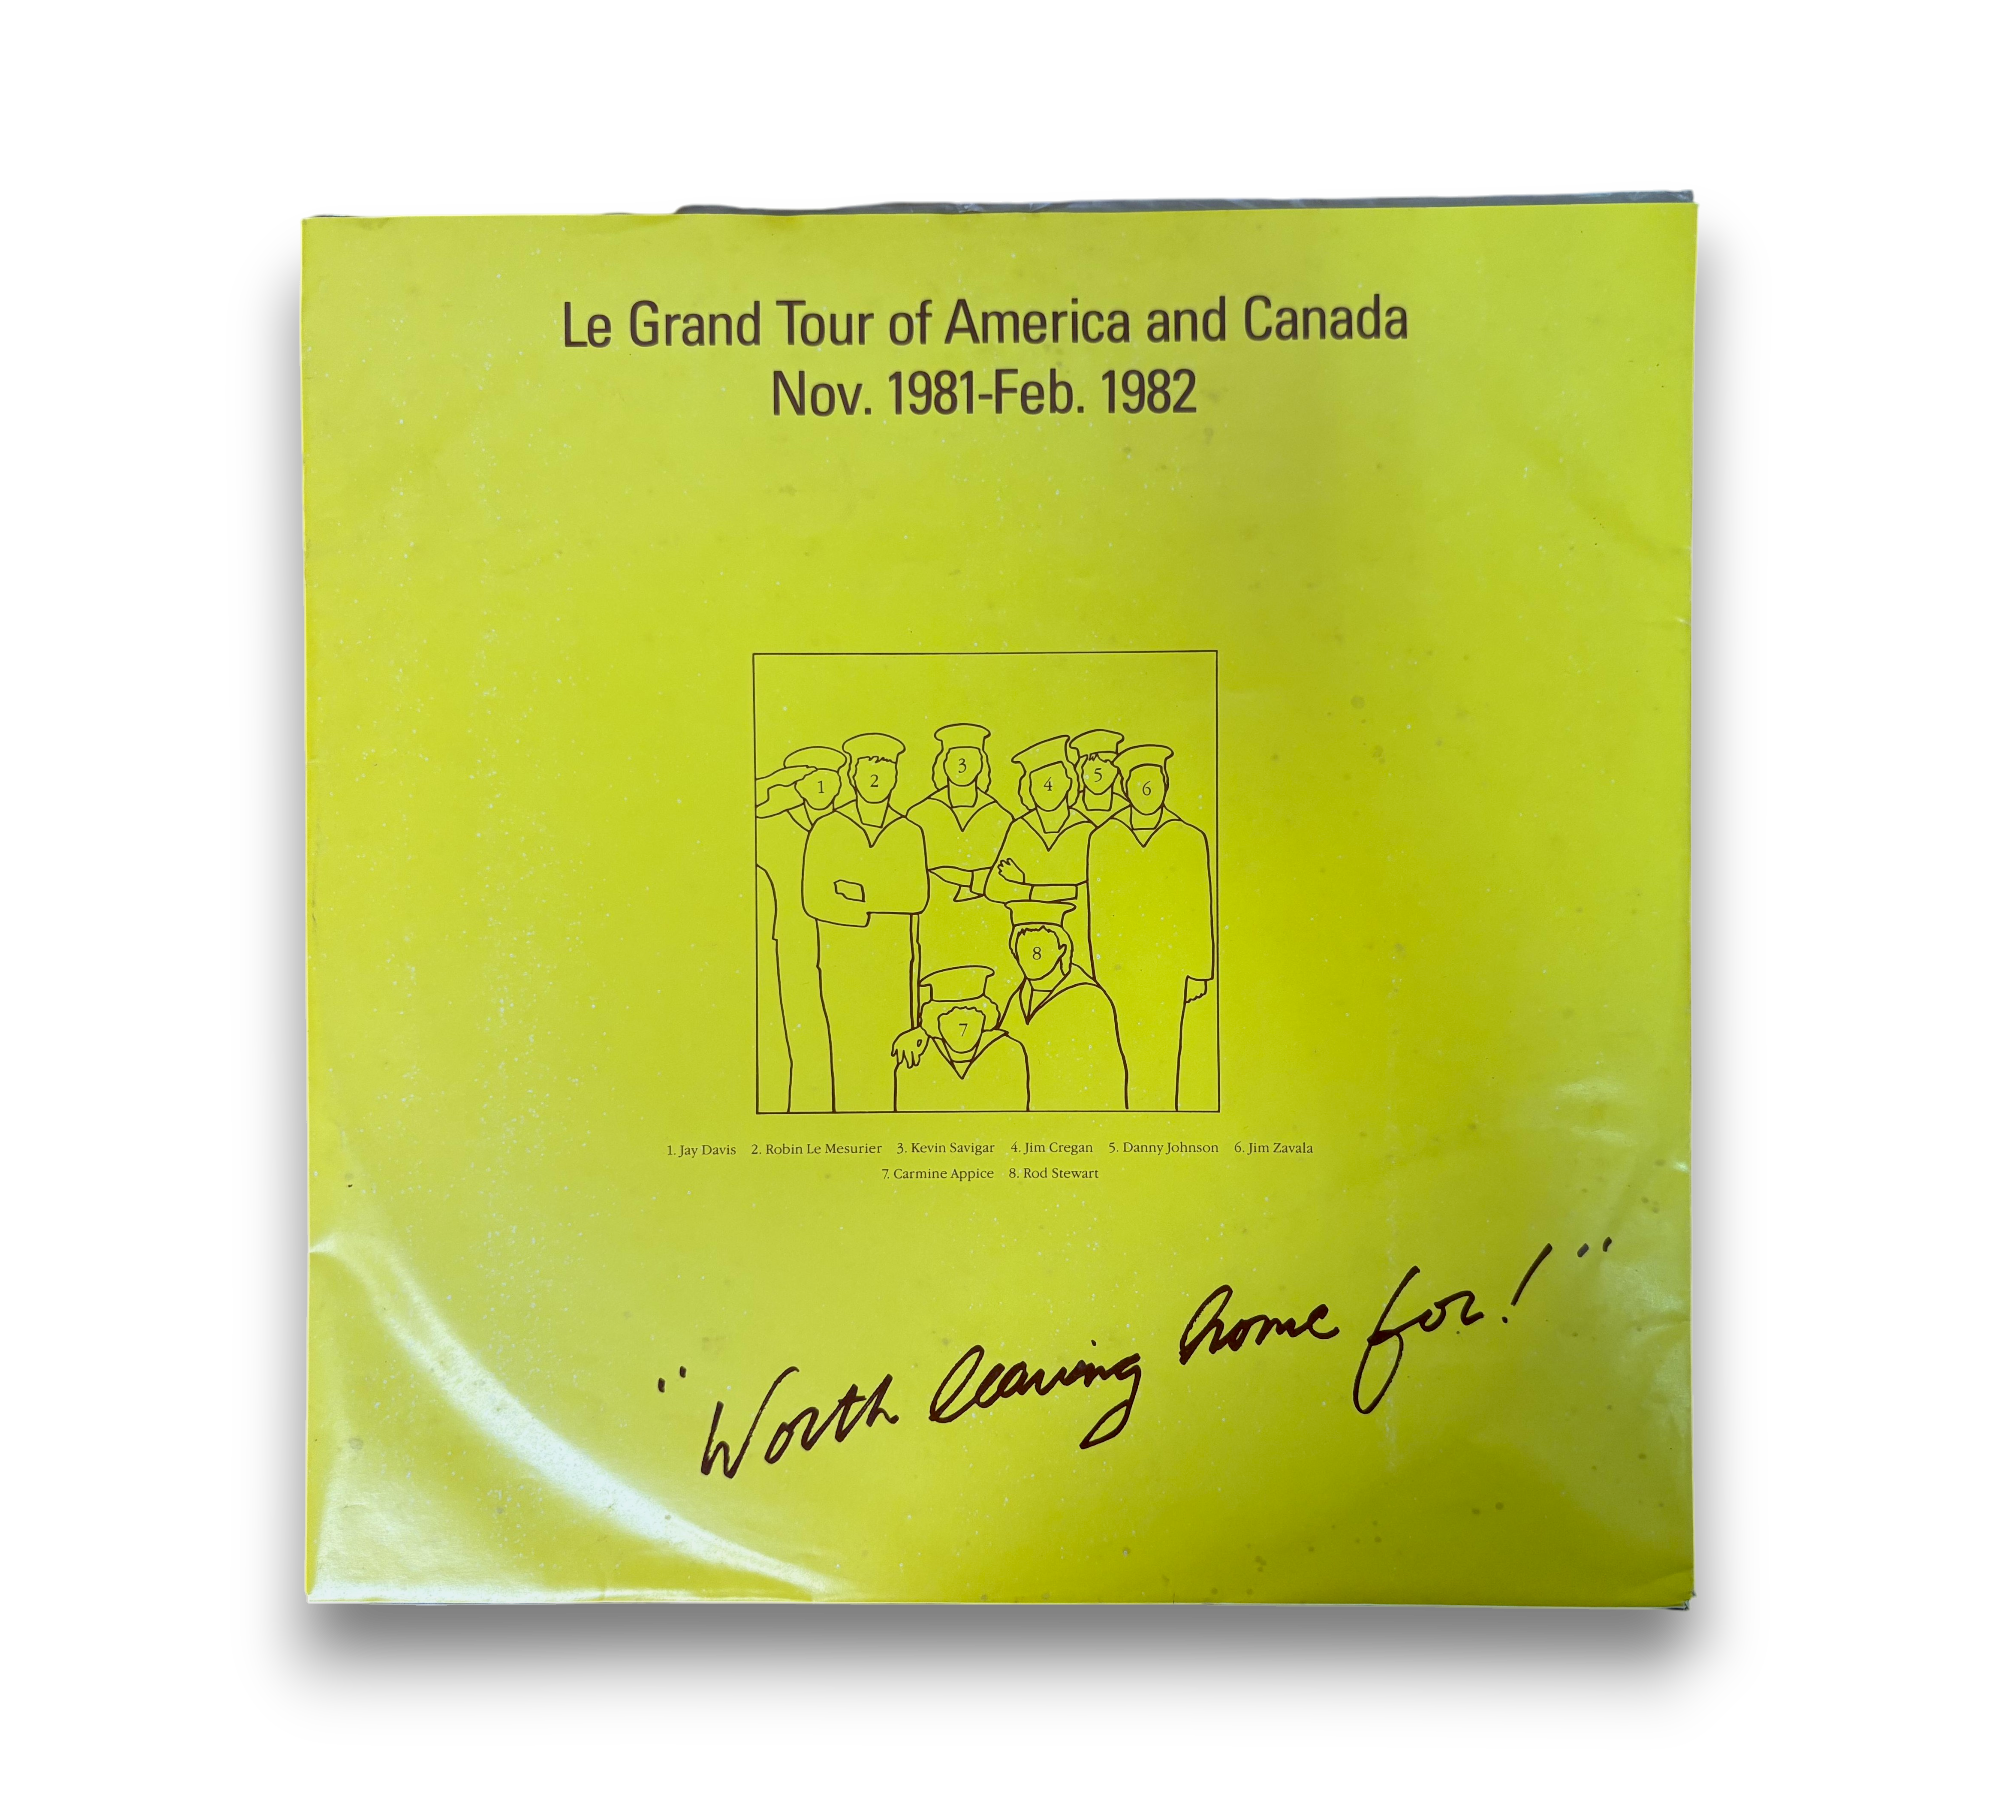 Le Grand Tour of America and Canada
Nov. 1981-Feb. 1982
1 2 3 4 5 6
8
7
1. Jay Davis 2. Robin Le Mesurier 3. Kevin Savigar 4. Jim Cregan 5. Danny Johnson 6. Jim Zavala
7. Carmine Appice 8. Rod Stewart
"Worth leaving home for!"